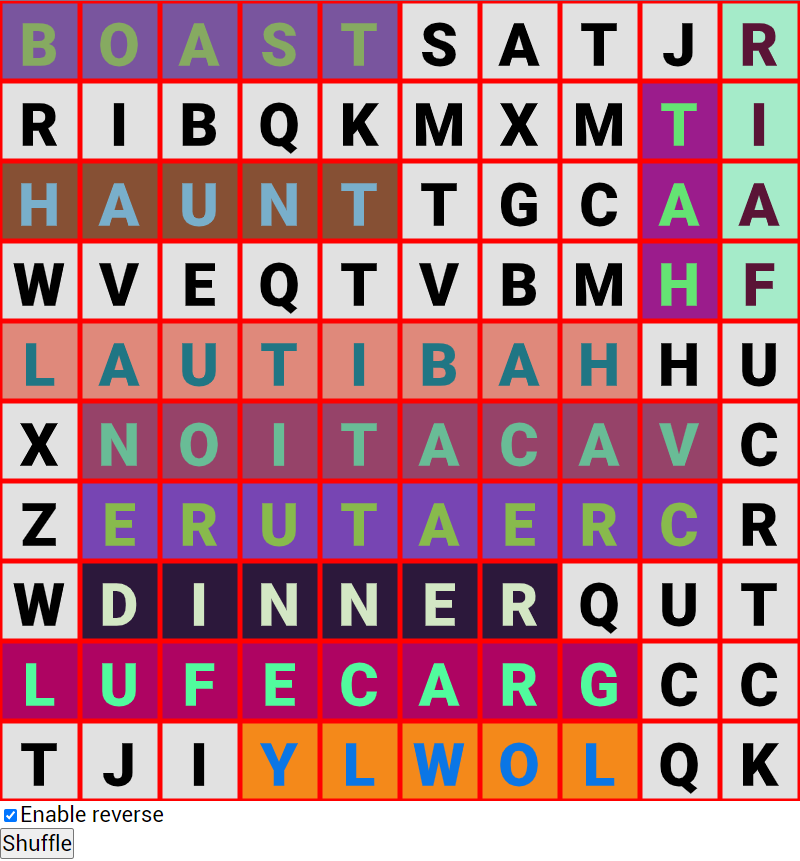 B O A S T S A T J R
R I B Q K M X M T I
H A U N T T G C A A
W V E Q T V B M H F
L A U T I B A H H U
X N O I T A C A V C
Z E R U T A E R C R
W D I N N E R Q U T
L U F E C A R G C C
T J I Y L W O L Q K
Enable reverse
Shuffle